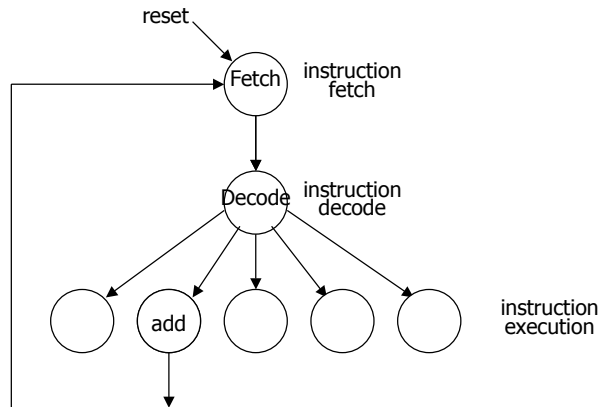 reset
Fetch
instruction
fetch
Decode
instruction
decode
add
instruction
execution